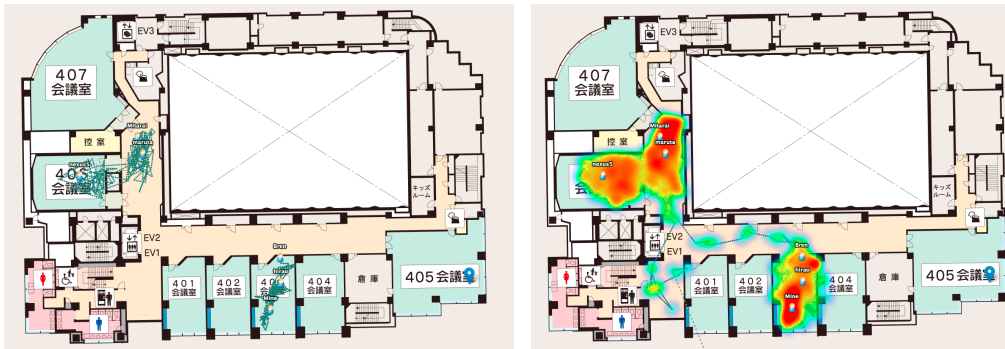 EV3
407
会議室
Mitarai
maruta
控室
nexus5
会議室
キッズ
ルーム
EV2
EV1
Bren
hirao
Mine
401
会議室
402
会議室
404
会議室
倉庫
405会議
EV3
407
会議室
Mitarai
maruta
控室
nexus5
会議室
キッズ
ルーム
EV2
EV1
Bren
hirao
Mine
401
会議室
402
会議室
404
会議室
倉庫
405会議